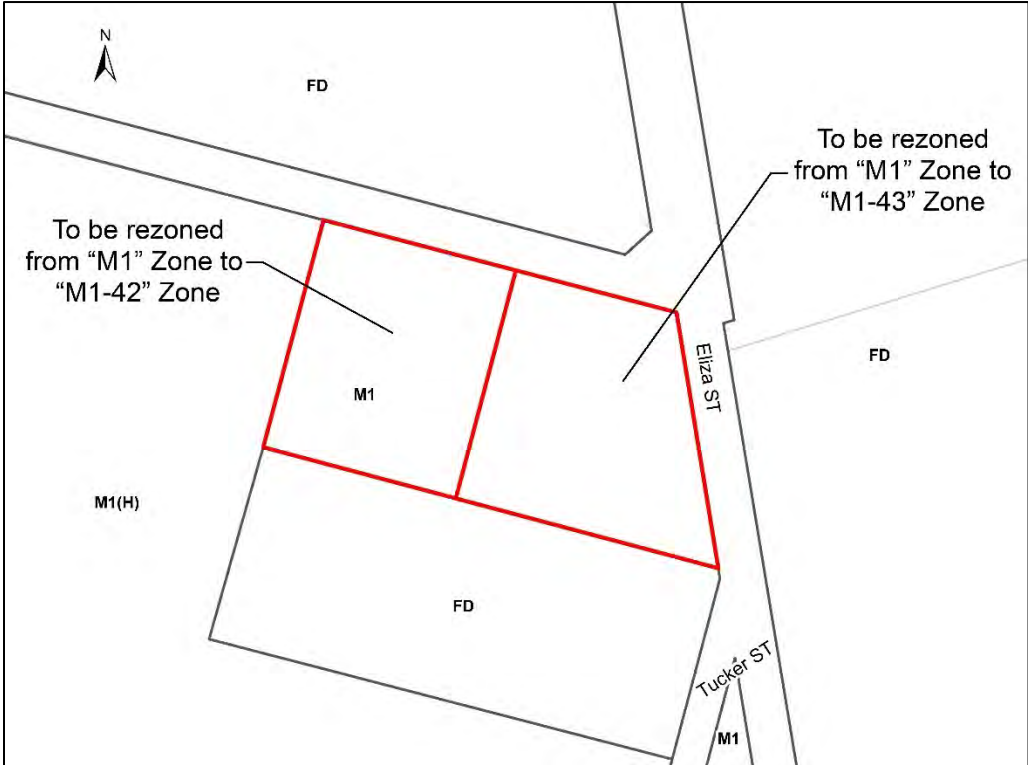 N
FD
To be rezoned
from “M1” Zone to
“M1-43” Zone
To be rezoned
from “M1” Zone to
“M1-42” Zone
Eliza ST
FD
M1
M1(H)
FD
Tucker ST
M1